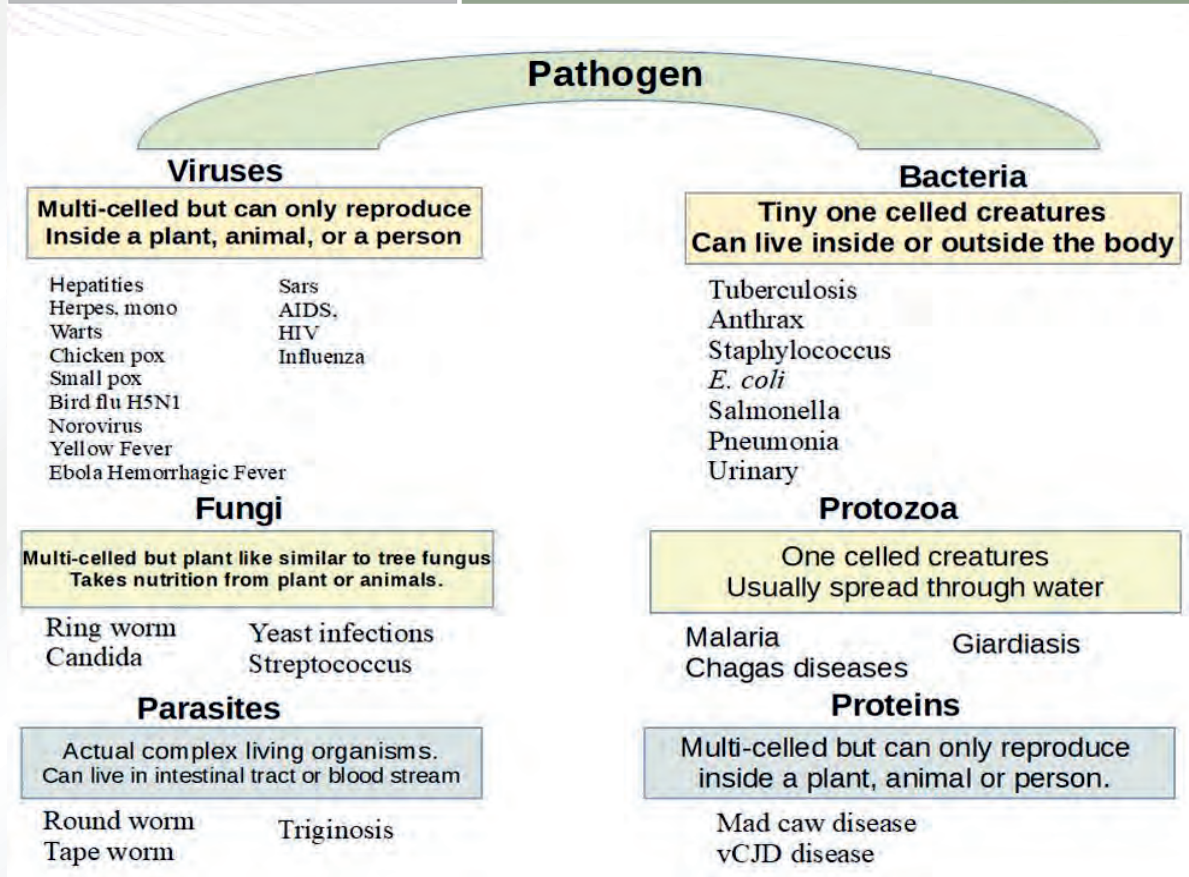 Pathogen
Viruses
Multi-celled but can only reproduce
Inside a plant, animal, or a person
Hepatities
Herpes, mono
Warts
Chicken pox
Small pox
Bird flu H5N1
Norovirus
Yellow Fever
Ebola Hemorrhagic Fever
Sars
AIDS,
HIV
Influenza
Bacteria
Tiny one celled creatures
Can live inside or outside the body
Tuberculosis
Anthrax
Staphylococcus
E. coli
Salmonella
Pneumonia
Urinary
Fungi
Multi-celled but plant like similar to tree fungus
Takes nutrition from plant or animals.
Ring worm
Candida
Yeast infections
Streptococcus
Protozoa
One celled creatures
Usually spread through water
Malaria
Chagas diseases
Giardiasis
Parasites
Actual complex living organisms.
Can live in intestinal tract or blood stream
Round worm
Tape worm
Triginosis
Proteins
Multi-celled but can only reproduce
inside a plant, animal or person.
Mad caw disease
vCJD disease